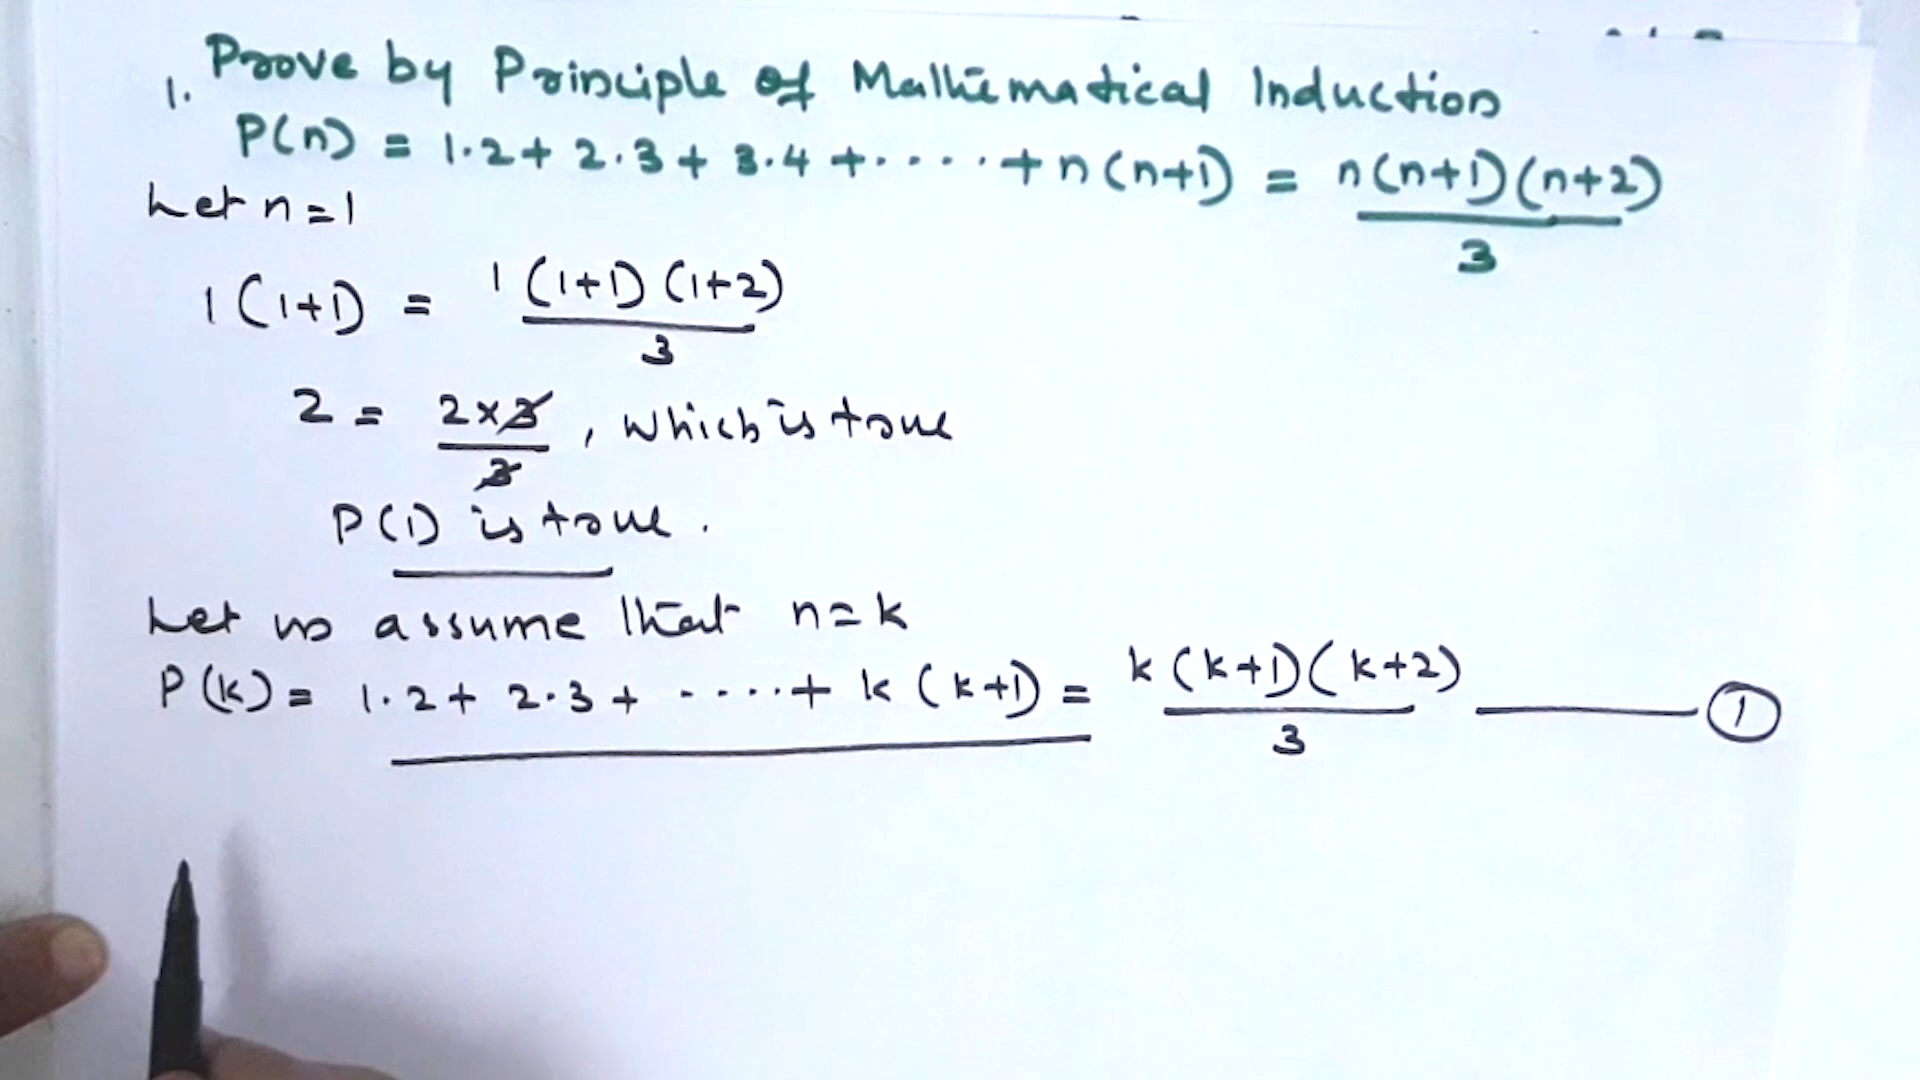 1. Prove by Principle of Mathematical Induction
P(n) = 1·2 + 2·3 + 3·4 + ····· + n(n+1) = n(n+1)(n+2)
3
Let n=1
1(1+1) = 1(1+1)(1+2)
3
2 = 2×3 , which is true
3
P(1) is true.
Let us assume that n=k
P(k) = 1·2 + 2·3 + ·····+ k(k+1) = k(k+1)(k+2) 1
3